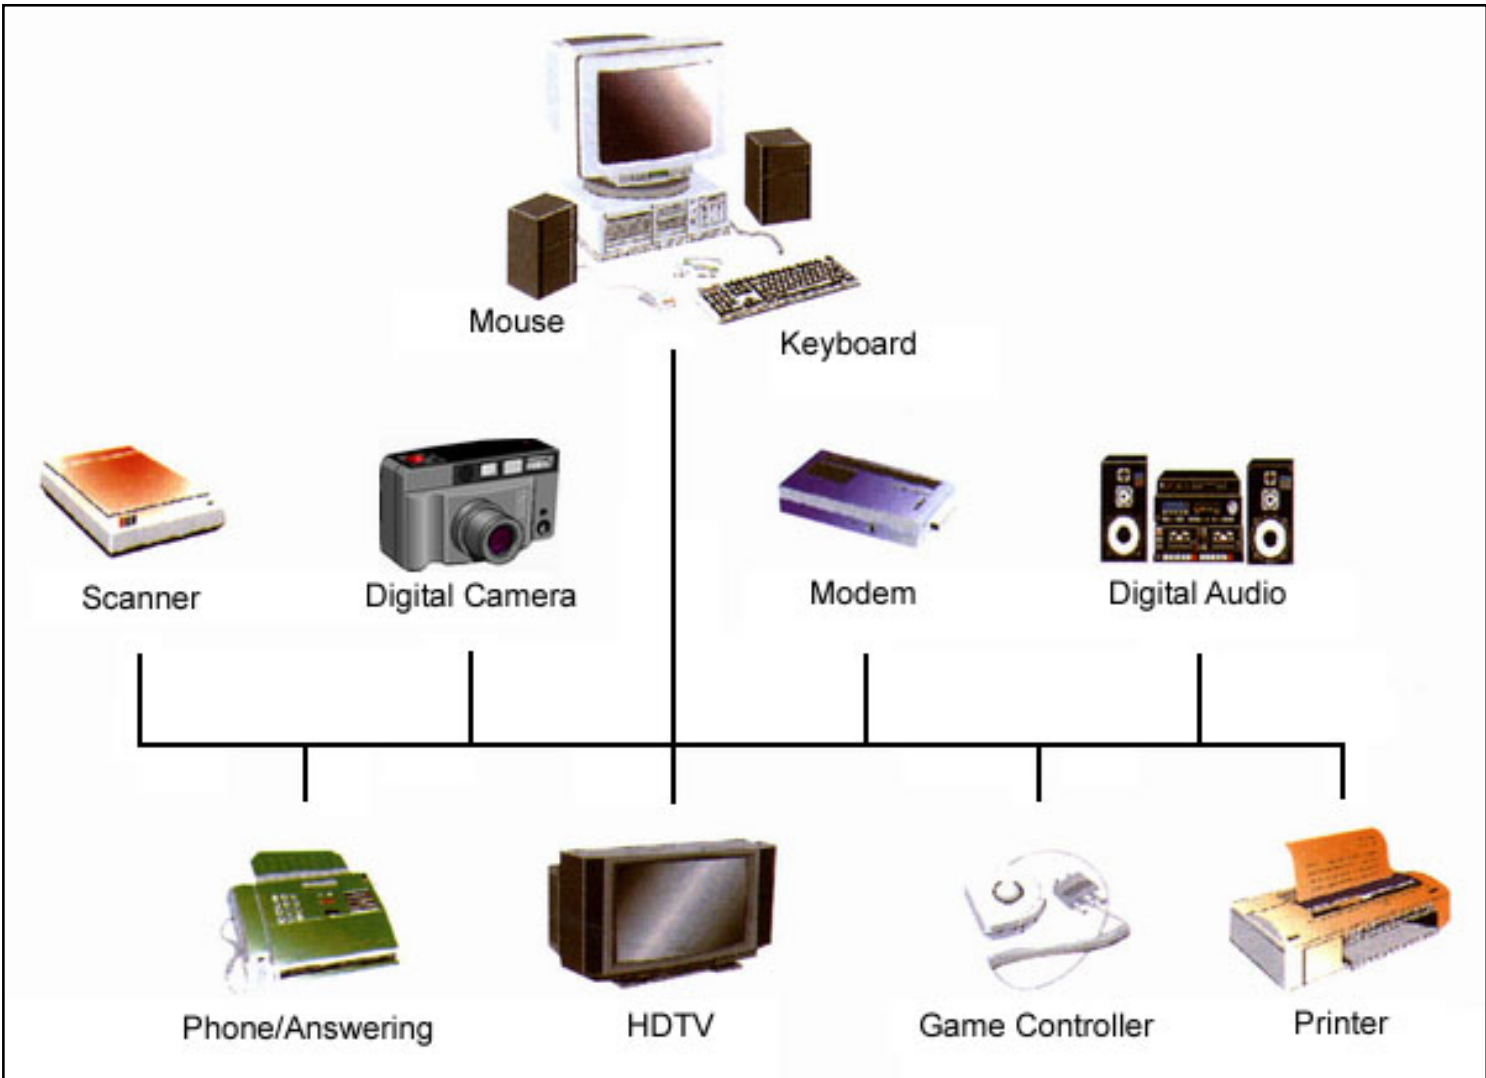 Mouse
Keyboard
Scanner
Digital Camera
Modem
Digital Audio
Phone/Answering
HDTV
Game Controller
Printer